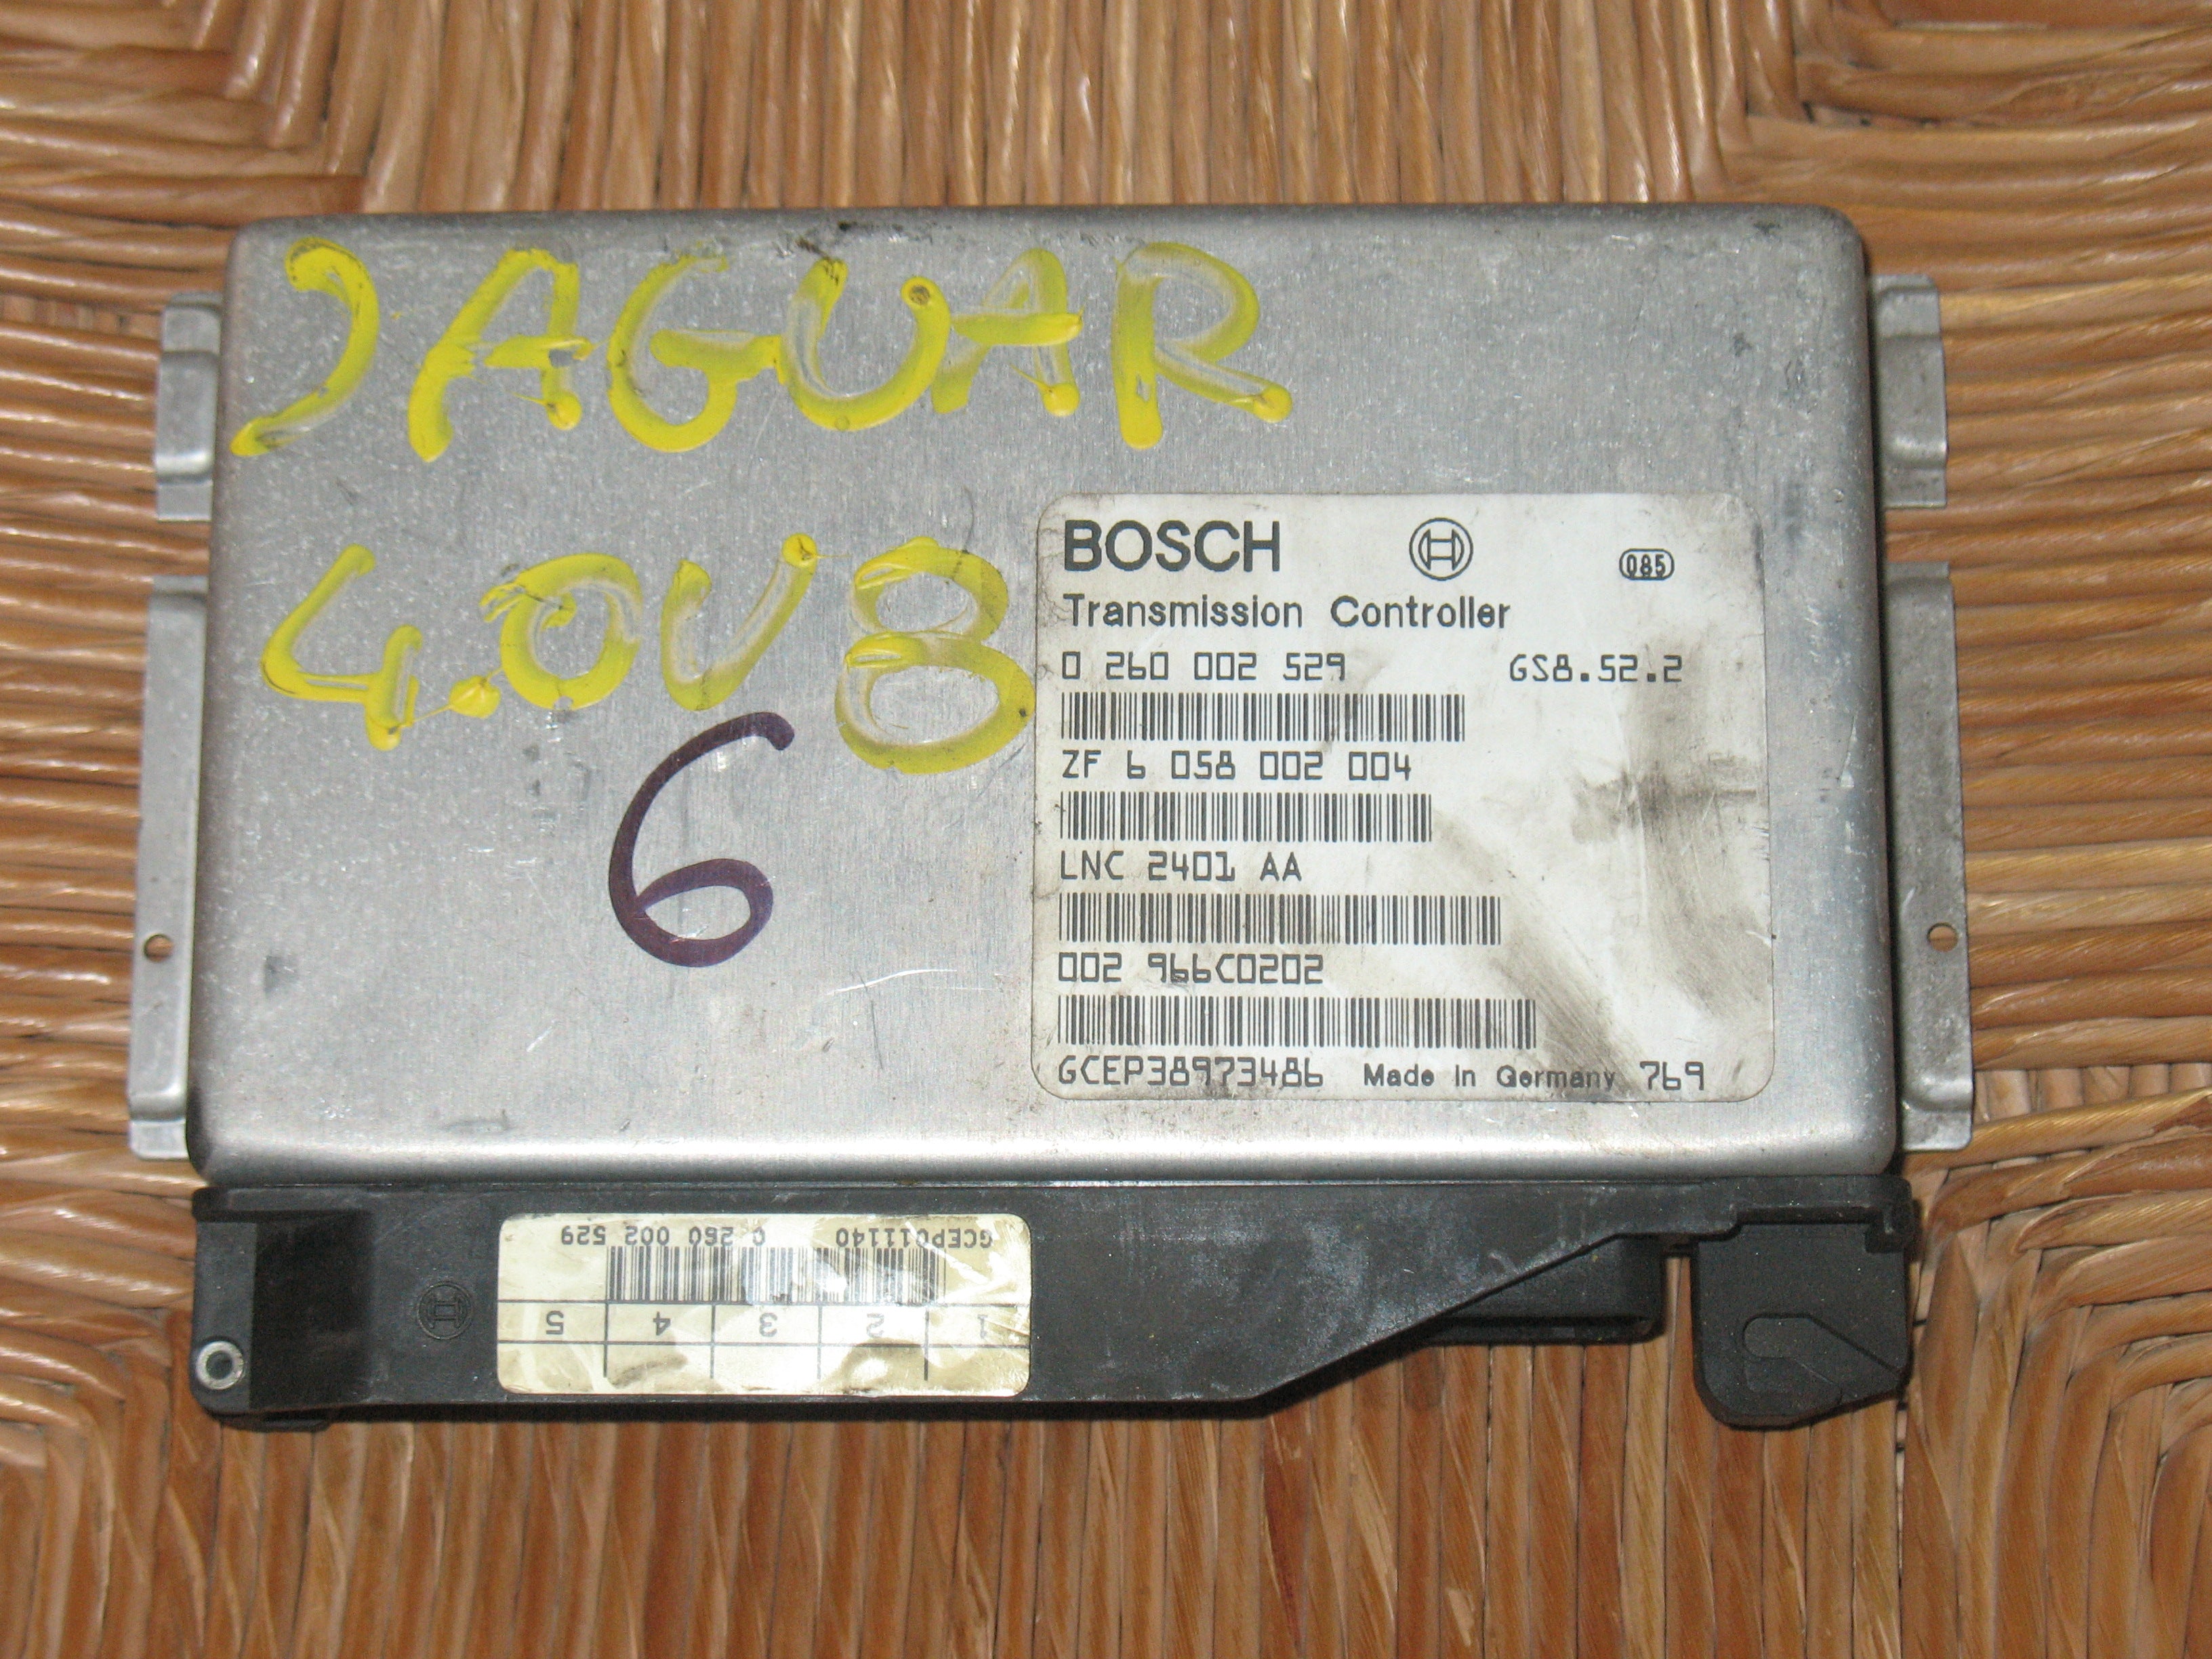 JAGUAR
4.0V8
6
BOSCH
085
Transmission Controller
0 260 002 529 GS8.52.2
ZF 6 058 002 004
LNC 2401 AA
002 966C0202
GCEP38973486 Made in Germany 769
GCEP011140 0 260 002 529
1 2 3 4 5